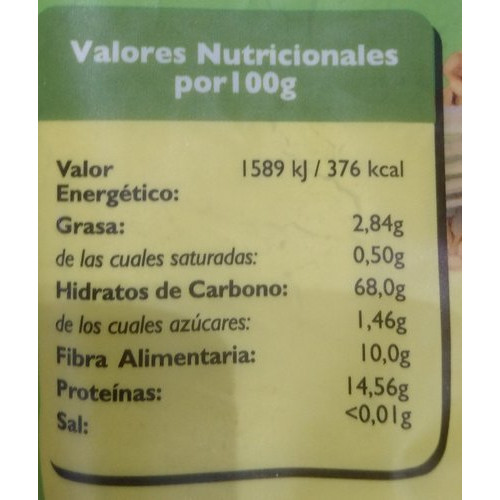 Valores Nutricionales
por100g
Valor 1589 kJ / 376 kcal
Energético:
Grasa: 2,84g
de las cuales saturadas: 0,50g
Hidratos de Carbono: 68,0g
de los cuales azúcares: 1,46g
Fibra Alimentaria: 10,0g
Proteínas: 14,56g
Sal: <0,01g